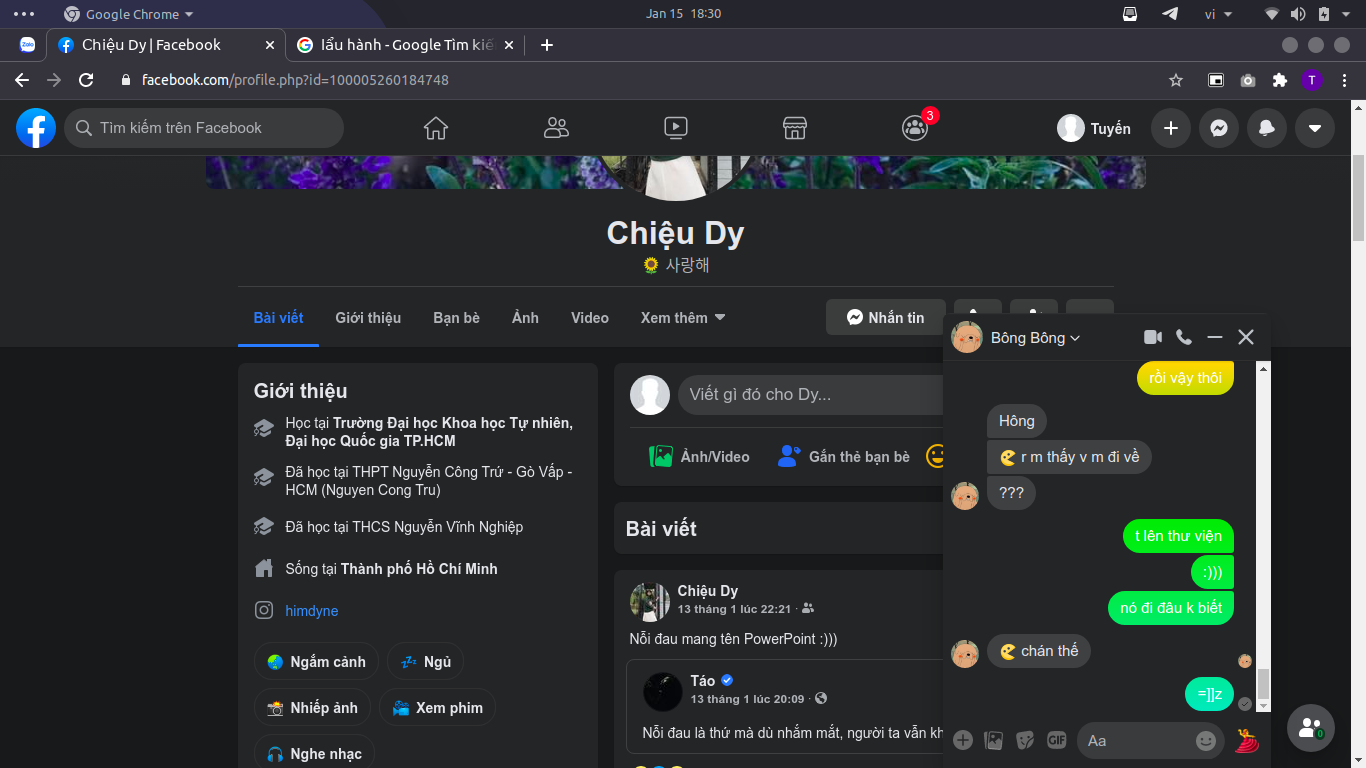 Google Chrome
Jan 15 18:30
vi
Zalo
Chiệu Dy | Facebook
lẩu hành - Google Tìm kiế
facebook.com/profile.php?id=100005260184748
T
Tìm kiếm trên Facebook
3
Tuyến
Chiệu Dy
🌻 사랑해
Bài viết
Giới thiệu
Bạn bè
Ảnh
Video
Xem thêm
Nhắn tin
Giới thiệu
Học tại Trường Đại học Khoa học Tự nhiên,
Đại học Quốc gia TP.HCM
Đã học tại THPT Nguyễn Công Trứ - Gò Vấp -
HCM (Nguyen Cong Tru)
Đã học tại THCS Nguyễn Vĩnh Nghiệp
Sống tại Thành phố Hồ Chí Minh
himdyne
Ngắm cảnh
Ngủ
Nhiếp ảnh
Xem phim
Nghe nhạc
Viết gì đó cho Dy...
Ảnh/Video
Gắn thẻ bạn bè
Bài viết
Chiệu Dy
13 tháng 1 lúc 22:21 ·
Nỗi đau mang tên PowerPoint :)))
Táo
13 tháng 1 lúc 20:09 ·
Nỗi đau là thứ mà dù nhắm mắt, người ta vẫn kh
Bông Bông
rồi vậy thôi
Hông
r m thấy v m đi về
???
t lên thư viện
:)))
nó đi đâu k biết
chán thế
=]]z
GIF
Aa
0